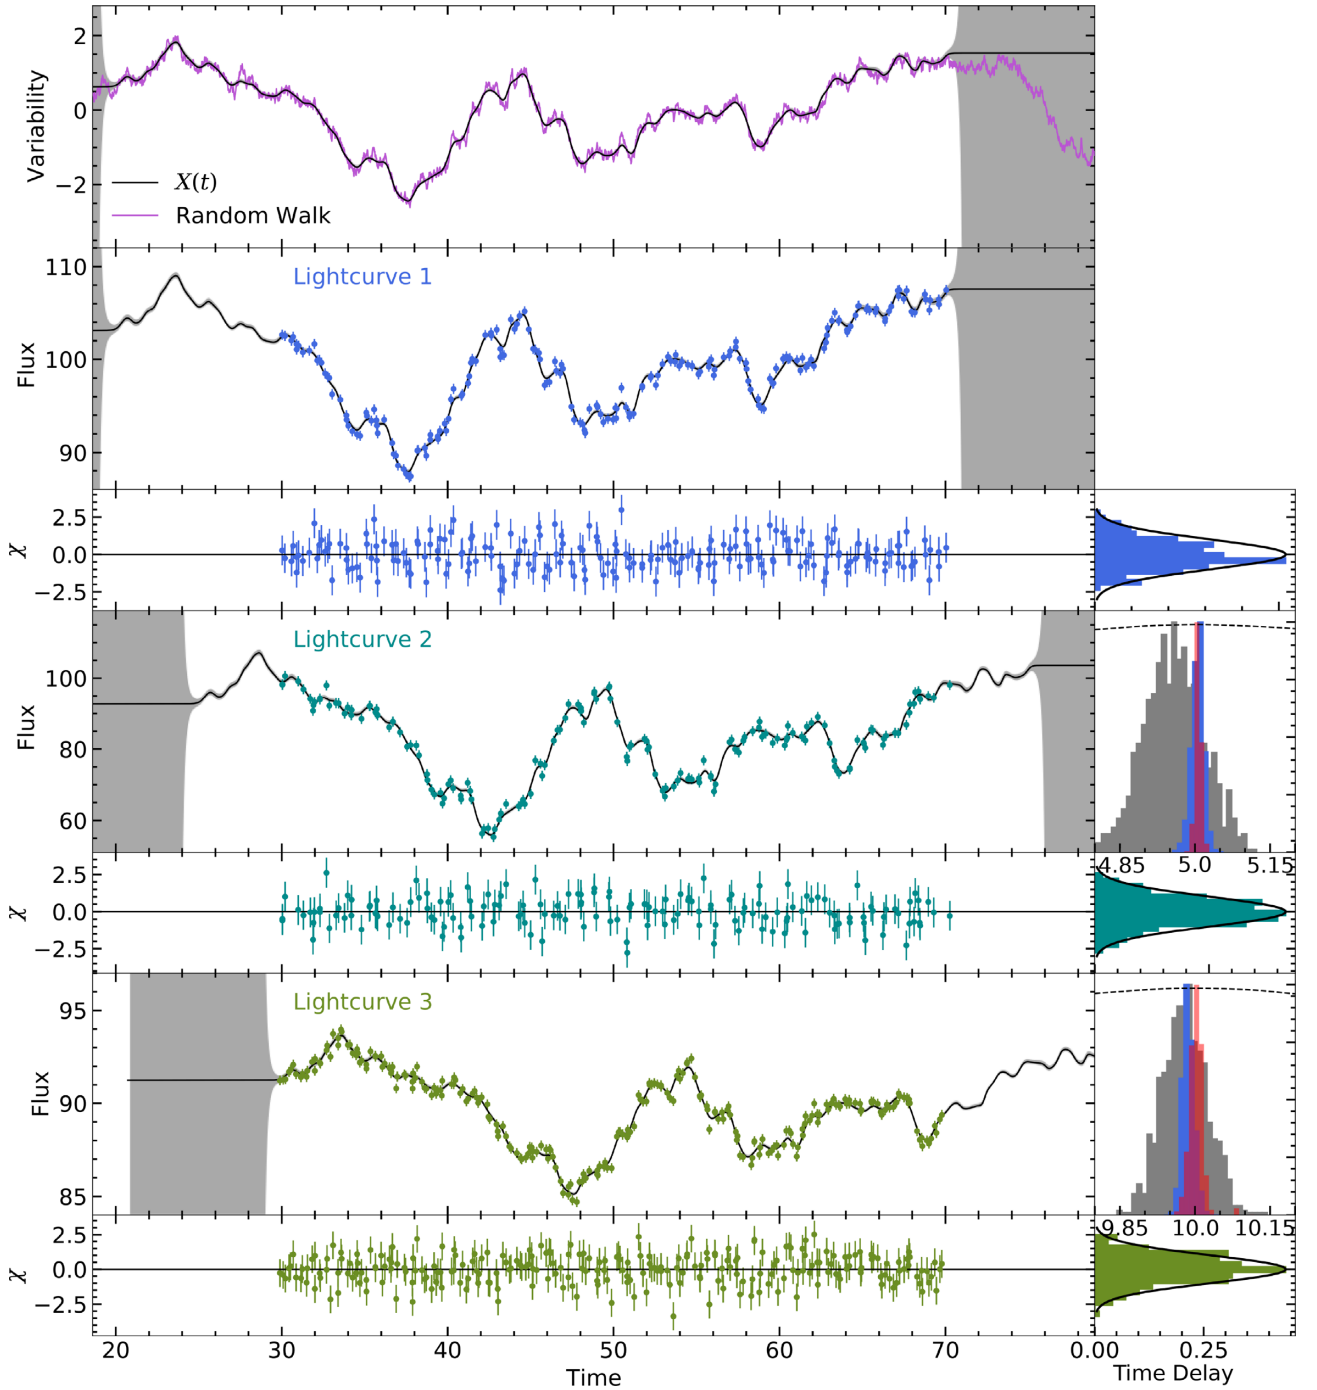 2
0
−2
Variability
X(t)
Random Walk
110
100
90
Flux
Lightcurve 1
2.5
0.0
−2.5
χ
100
80
60
Flux
Lightcurve 2
4.85 5.0 5.15
2.5
0.0
−2.5
χ
95
90
85
Flux
Lightcurve 3
9.85 10.0 10.15
2.5
0.0
−2.5
χ
20 30 40 50 60 70 0.00 0.25
Time
Time Delay